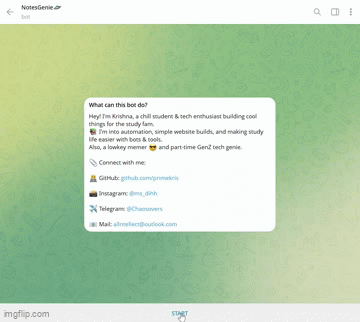 NotesGenie
bot
What can this bot do?
Hey! I'm Krishna, a chill student & tech enthusiast building cool
things for the study fam.
I'm into automation, simple website builds, and making study
life easier with bots & tools.
Also, a lowkey memer 😎 and part-time GenZ tech genie.
📎 Connect with me:
GitHub: github.com/primekris
📸 Instagram: @ms_dihh
✈️ Telegram: @Chaosovers
📧 Mail: allintellect@outlook.com
START
imgflip.com